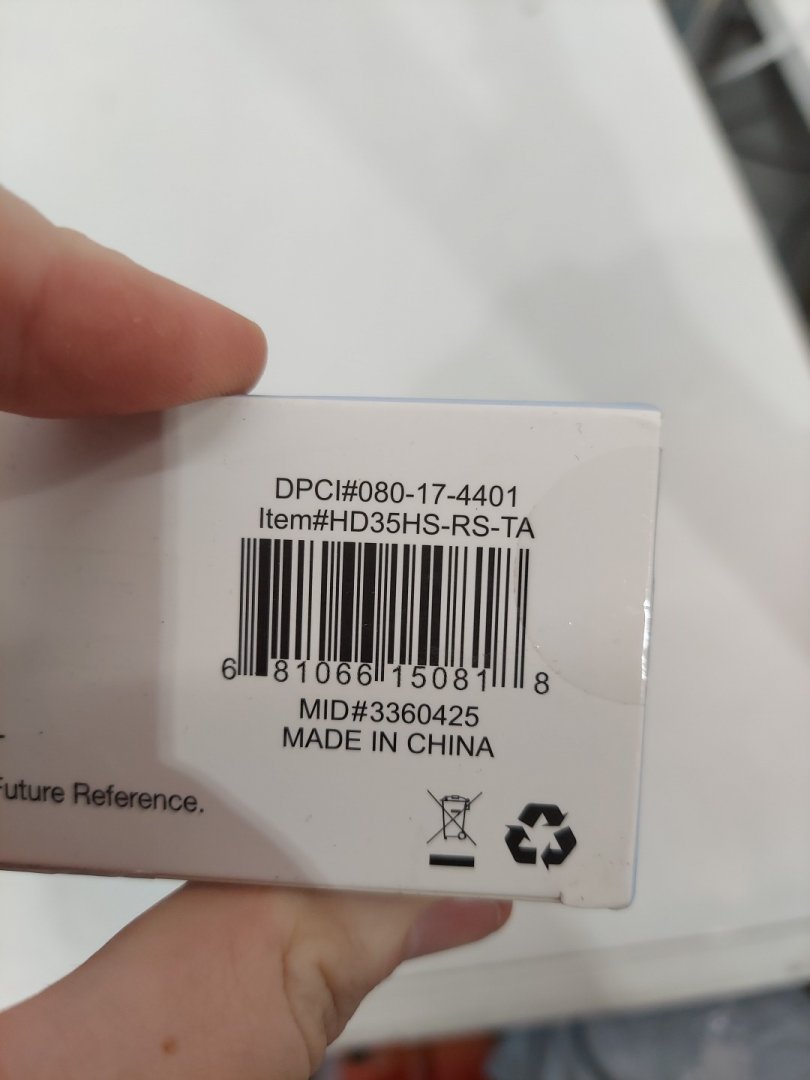 DPCI#080-17-4401
Item#HD35HS-RS-TA
6 81066 15081 8
MID#3360425
MADE IN CHINA
Future Reference.